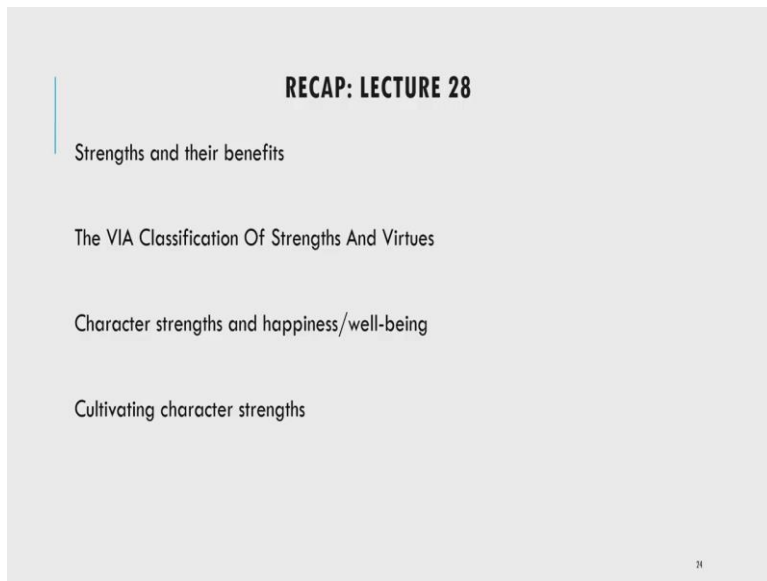 RECAP: LECTURE 28
Strengths and their benefits
The VIA Classification Of Strengths And Virtues
Character strengths and happiness/well-being
Cultivating character strengths
24